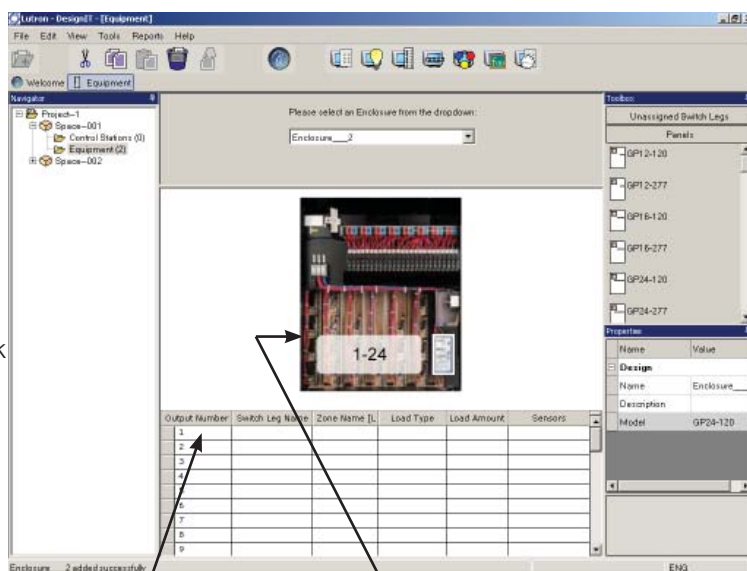 Lutron - DesignIT - [Equipment]
File Edit View Tools Reports Help
Welcome Equipment
Navigator
Project-1
Space-001
Control Stations (0)
Equipment (2)
Space-002
Please select an Enclosure from the dropdown:
Enclosure___2
1-24
Output Number Switch Leg Name Zone Name [L Load Type Load Amount Sensors
1
2
3
4
6
7
8
9
Toolbox
Unassigned Switch Legs
Panels
GP12-120
GP12-277
GP16-120
GP16-277
GP24-120
GP24-277
Properties
Name Value
Design
Name Enclosure___
Description
Model GP24-120
Enclosure 2 added successfully ENG
K